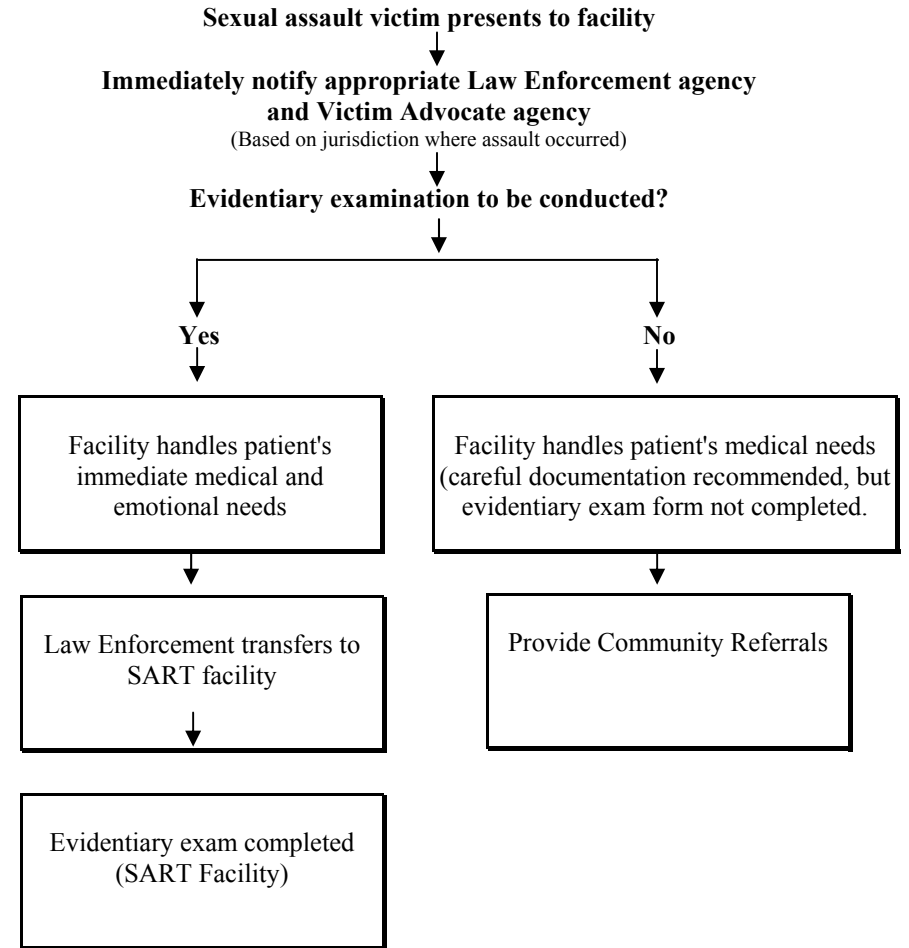 Sexual assault victim presents to facility
Immediately notify appropriate Law Enforcement agency
and Victim Advocate agency
(Based on jurisdiction where assault occurred)
Evidentiary examination to be conducted?
Yes
No
Facility handles patient's
immediate medical and
emotional needs
Facility handles patient's medical needs
(careful documentation recommended, but
evidentiary exam form not completed.
Law Enforcement transfers to
SART facility
Provide Community Referrals
Evidentiary exam completed
(SART Facility)